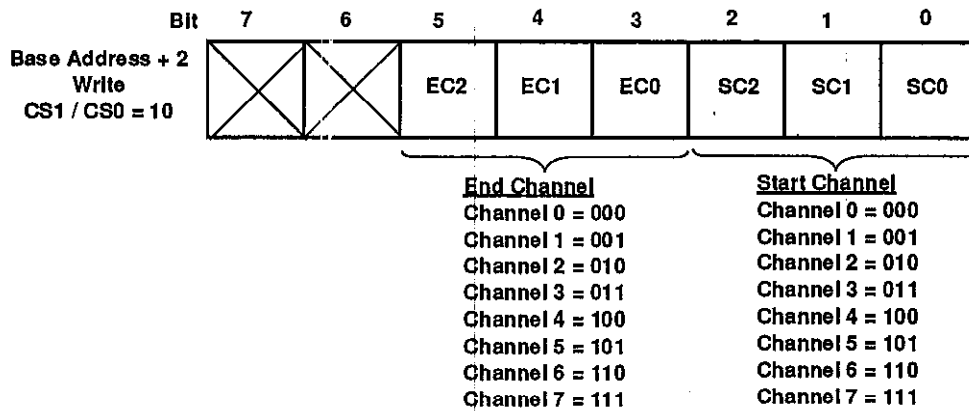 Bit 7 6 5 4 3 2 1 0
Base Address + 2
Write
CS1 / CS0 = 10
EC2 EC1 EC0 SC2 SC1 SC0
End Channel
Channel 0 = 000
Channel 1 = 001
Channel 2 = 010
Channel 3 = 011
Channel 4 = 100
Channel 5 = 101
Channel 6 = 110
Channel 7 = 111
Start Channel
Channel 0 = 000
Channel 1 = 001
Channel 2 = 010
Channel 3 = 011
Channel 4 = 100
Channel 5 = 101
Channel 6 = 110
Channel 7 = 111